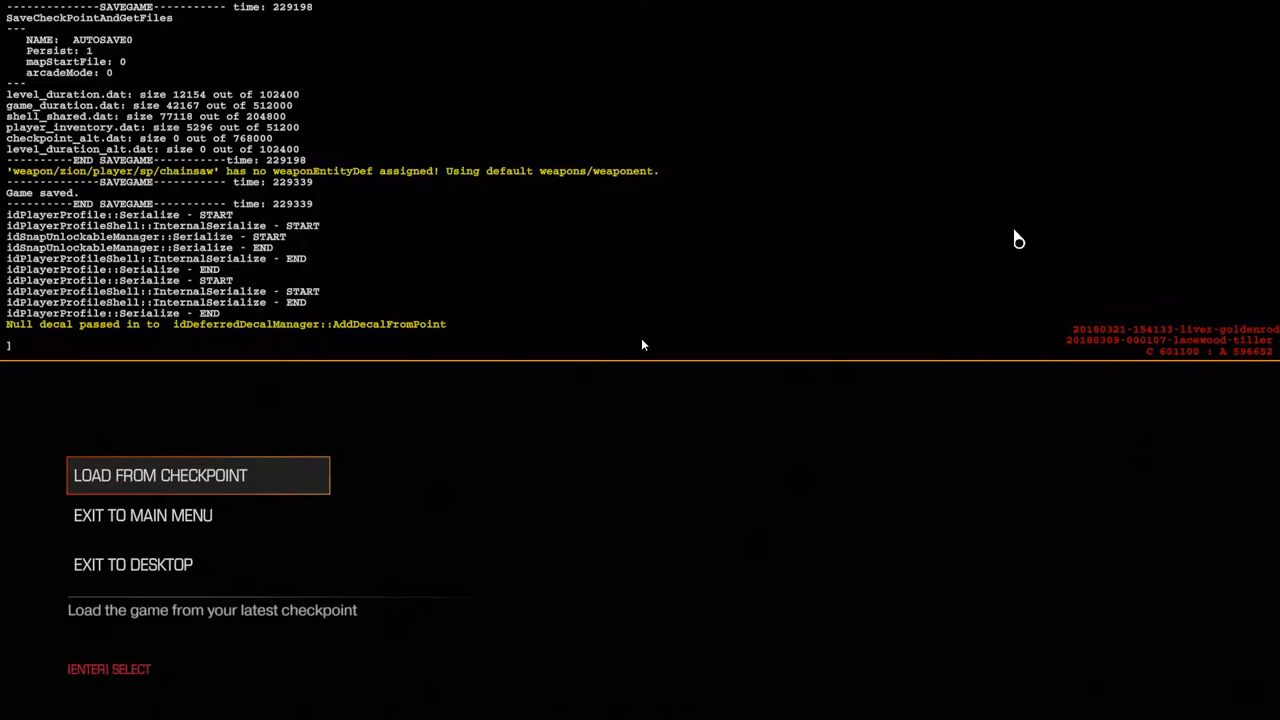 --------------SAVEGAME-------------- time: 229198
SaveCheckPointAndGetFiles
---
NAME:  AUTOSAVE0
Persist: 1
mapStartFile: 0
arcadeMode: 0
---
level_duration.dat: size 12154 out of 102400
game_duration.dat: size 42167 out of 512000
shell_shared.dat: size 77118 out of 204800
player_inventory.dat: size 5296 out of 51200
checkpoint_alt.dat: size 0 out of 768000
level_duration_alt.dat: size 0 out of 102400
----------END SAVEGAME-----------time: 229198
'weapon/zion/player/sp/chainsaw' has no weaponEntityDef assigned! Using default weapons/weaponent.
--------------SAVEGAME-------------- time: 229339
Game saved.
----------END SAVEGAME----------- time: 229339
idPlayerProfile::Serialize - START
idPlayerProfileShell::InternalSerialize - START
idSnapUnlockableManager::Serialize - START
idSnapUnlockableManager::Serialize - END
idPlayerProfileShell::InternalSerialize - END
idPlayerProfile::Serialize - END
idPlayerProfile::Serialize - START
idPlayerProfileShell::InternalSerialize - START
idPlayerProfileShell::InternalSerialize - END
idPlayerProfile::Serialize - END
Null decal passed in to  idDeferredDecalManager::AddDecalFromPoint
20180321-154133-liver-goldenrod
20180309-000107-lacewood-tiller
]
C 601100 : A 596652
LOAD FROM CHECKPOINT
EXIT TO MAIN MENU
EXIT TO DESKTOP
Load the game from your latest checkpoint
[ENTER] SELECT